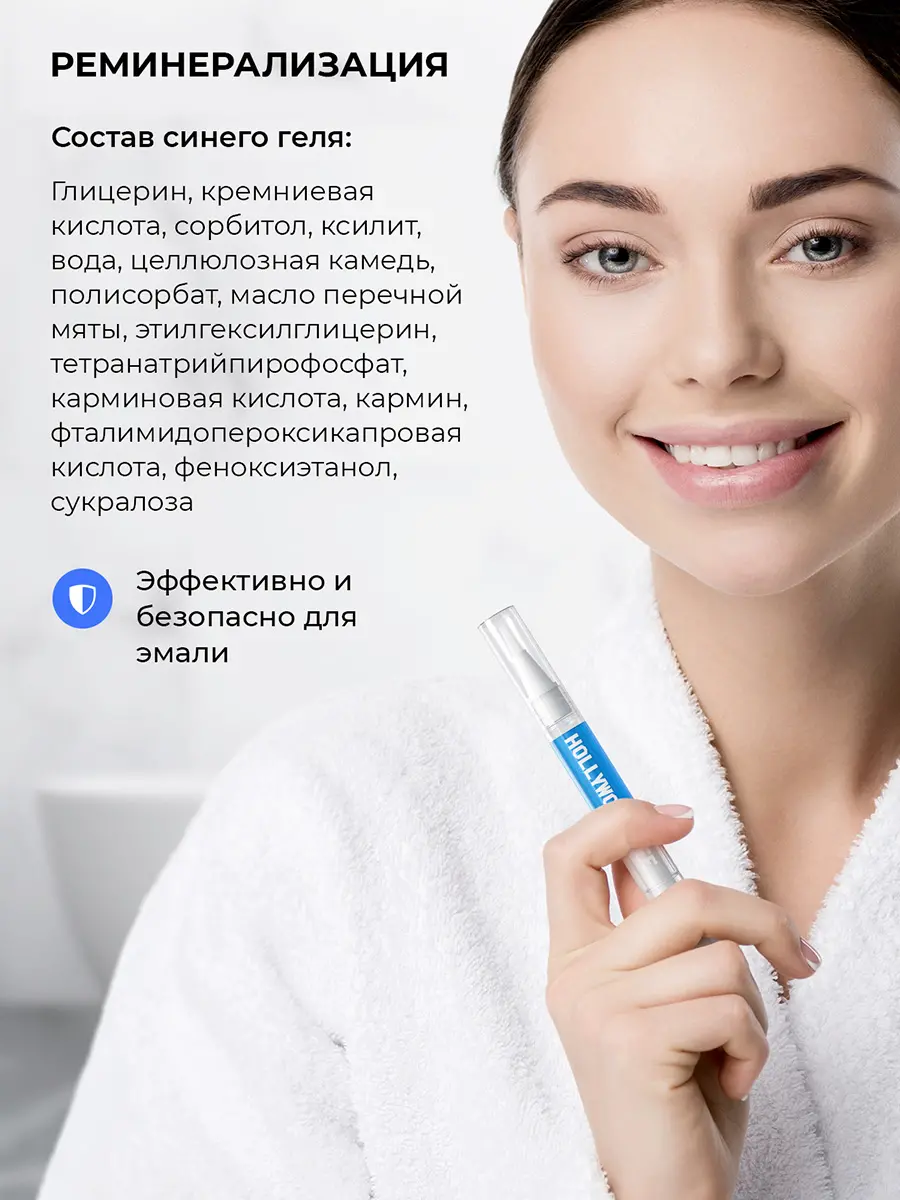 РЕМИНЕРАЛИЗАЦИЯ
Состав синего геля:
Глицерин, кремниевая
кислота, сорбитол, ксилит,
вода, целлюлозная камедь,
полисорбат, масло перечной
мяты, этилгексилглицерин,
тетранатрийпирофосфат,
карминовая кислота, кармин,
фталимидопероксикапровая
кислота, феноксиэтанол,
сукралоза
Эффективно и
безопасно для
эмали
HOLLYWO